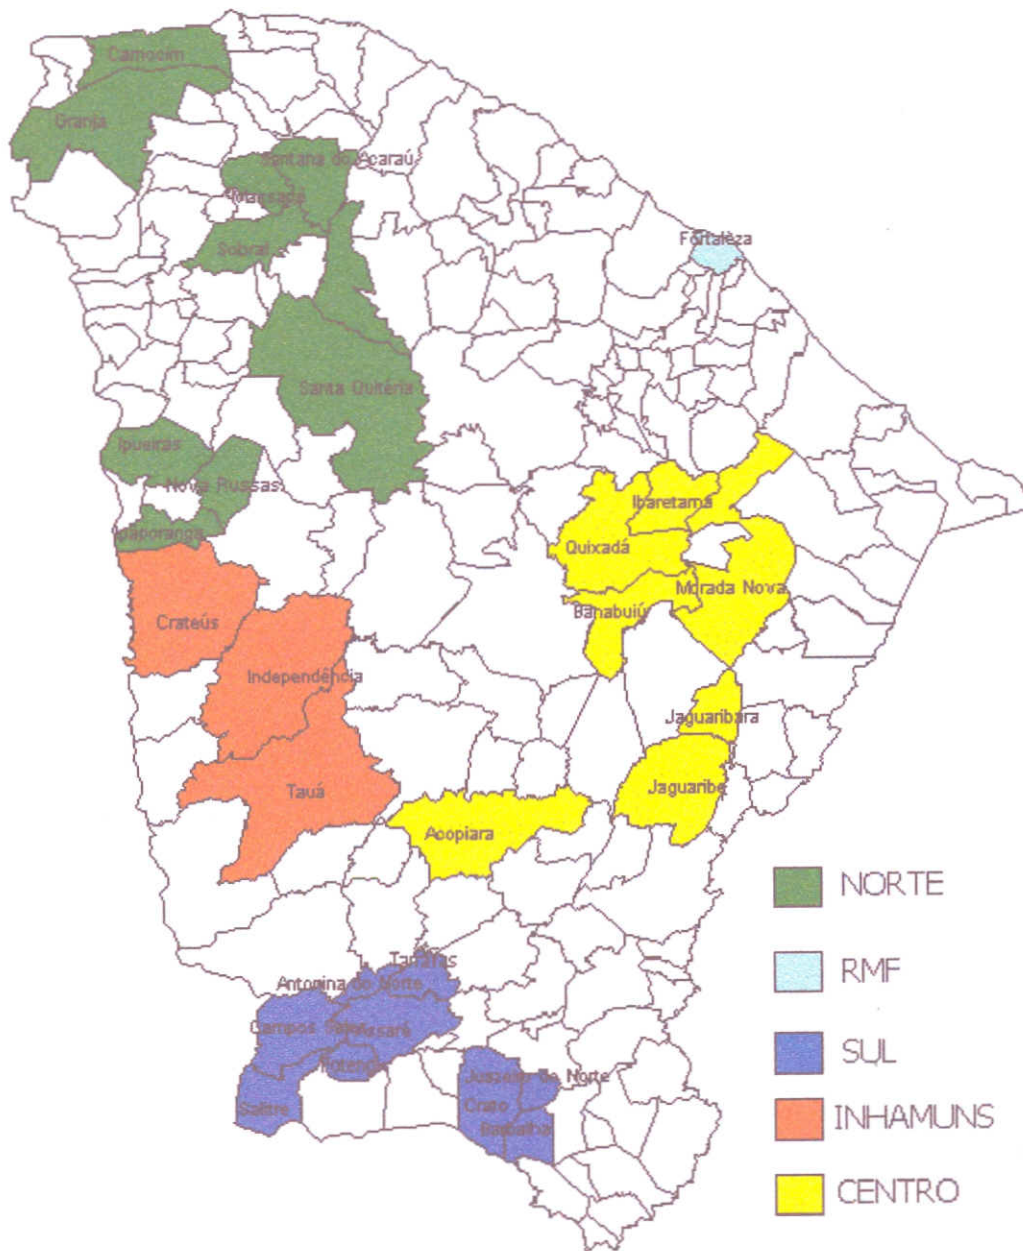 Camocim
Granja
Santana do Acaraú
Massapê
Sobral
Fortaleza
Santa Quitéria
Ipueiras
Nova Russas
Ibaretama
Ipaporanga
Quixadá
Morada Nova
Banabuiú
Crateús
Independência
Jaguaribara
Tauá
Jaguaribe
Acopiara
NORTE
Tarrafas
RMF
Antonina do Norte
Campos Sales
Assaré
SUL
Potengi
Juazeiro do Norte
Salitre
Crato
INHAMUNS
Barbalha
CENTRO